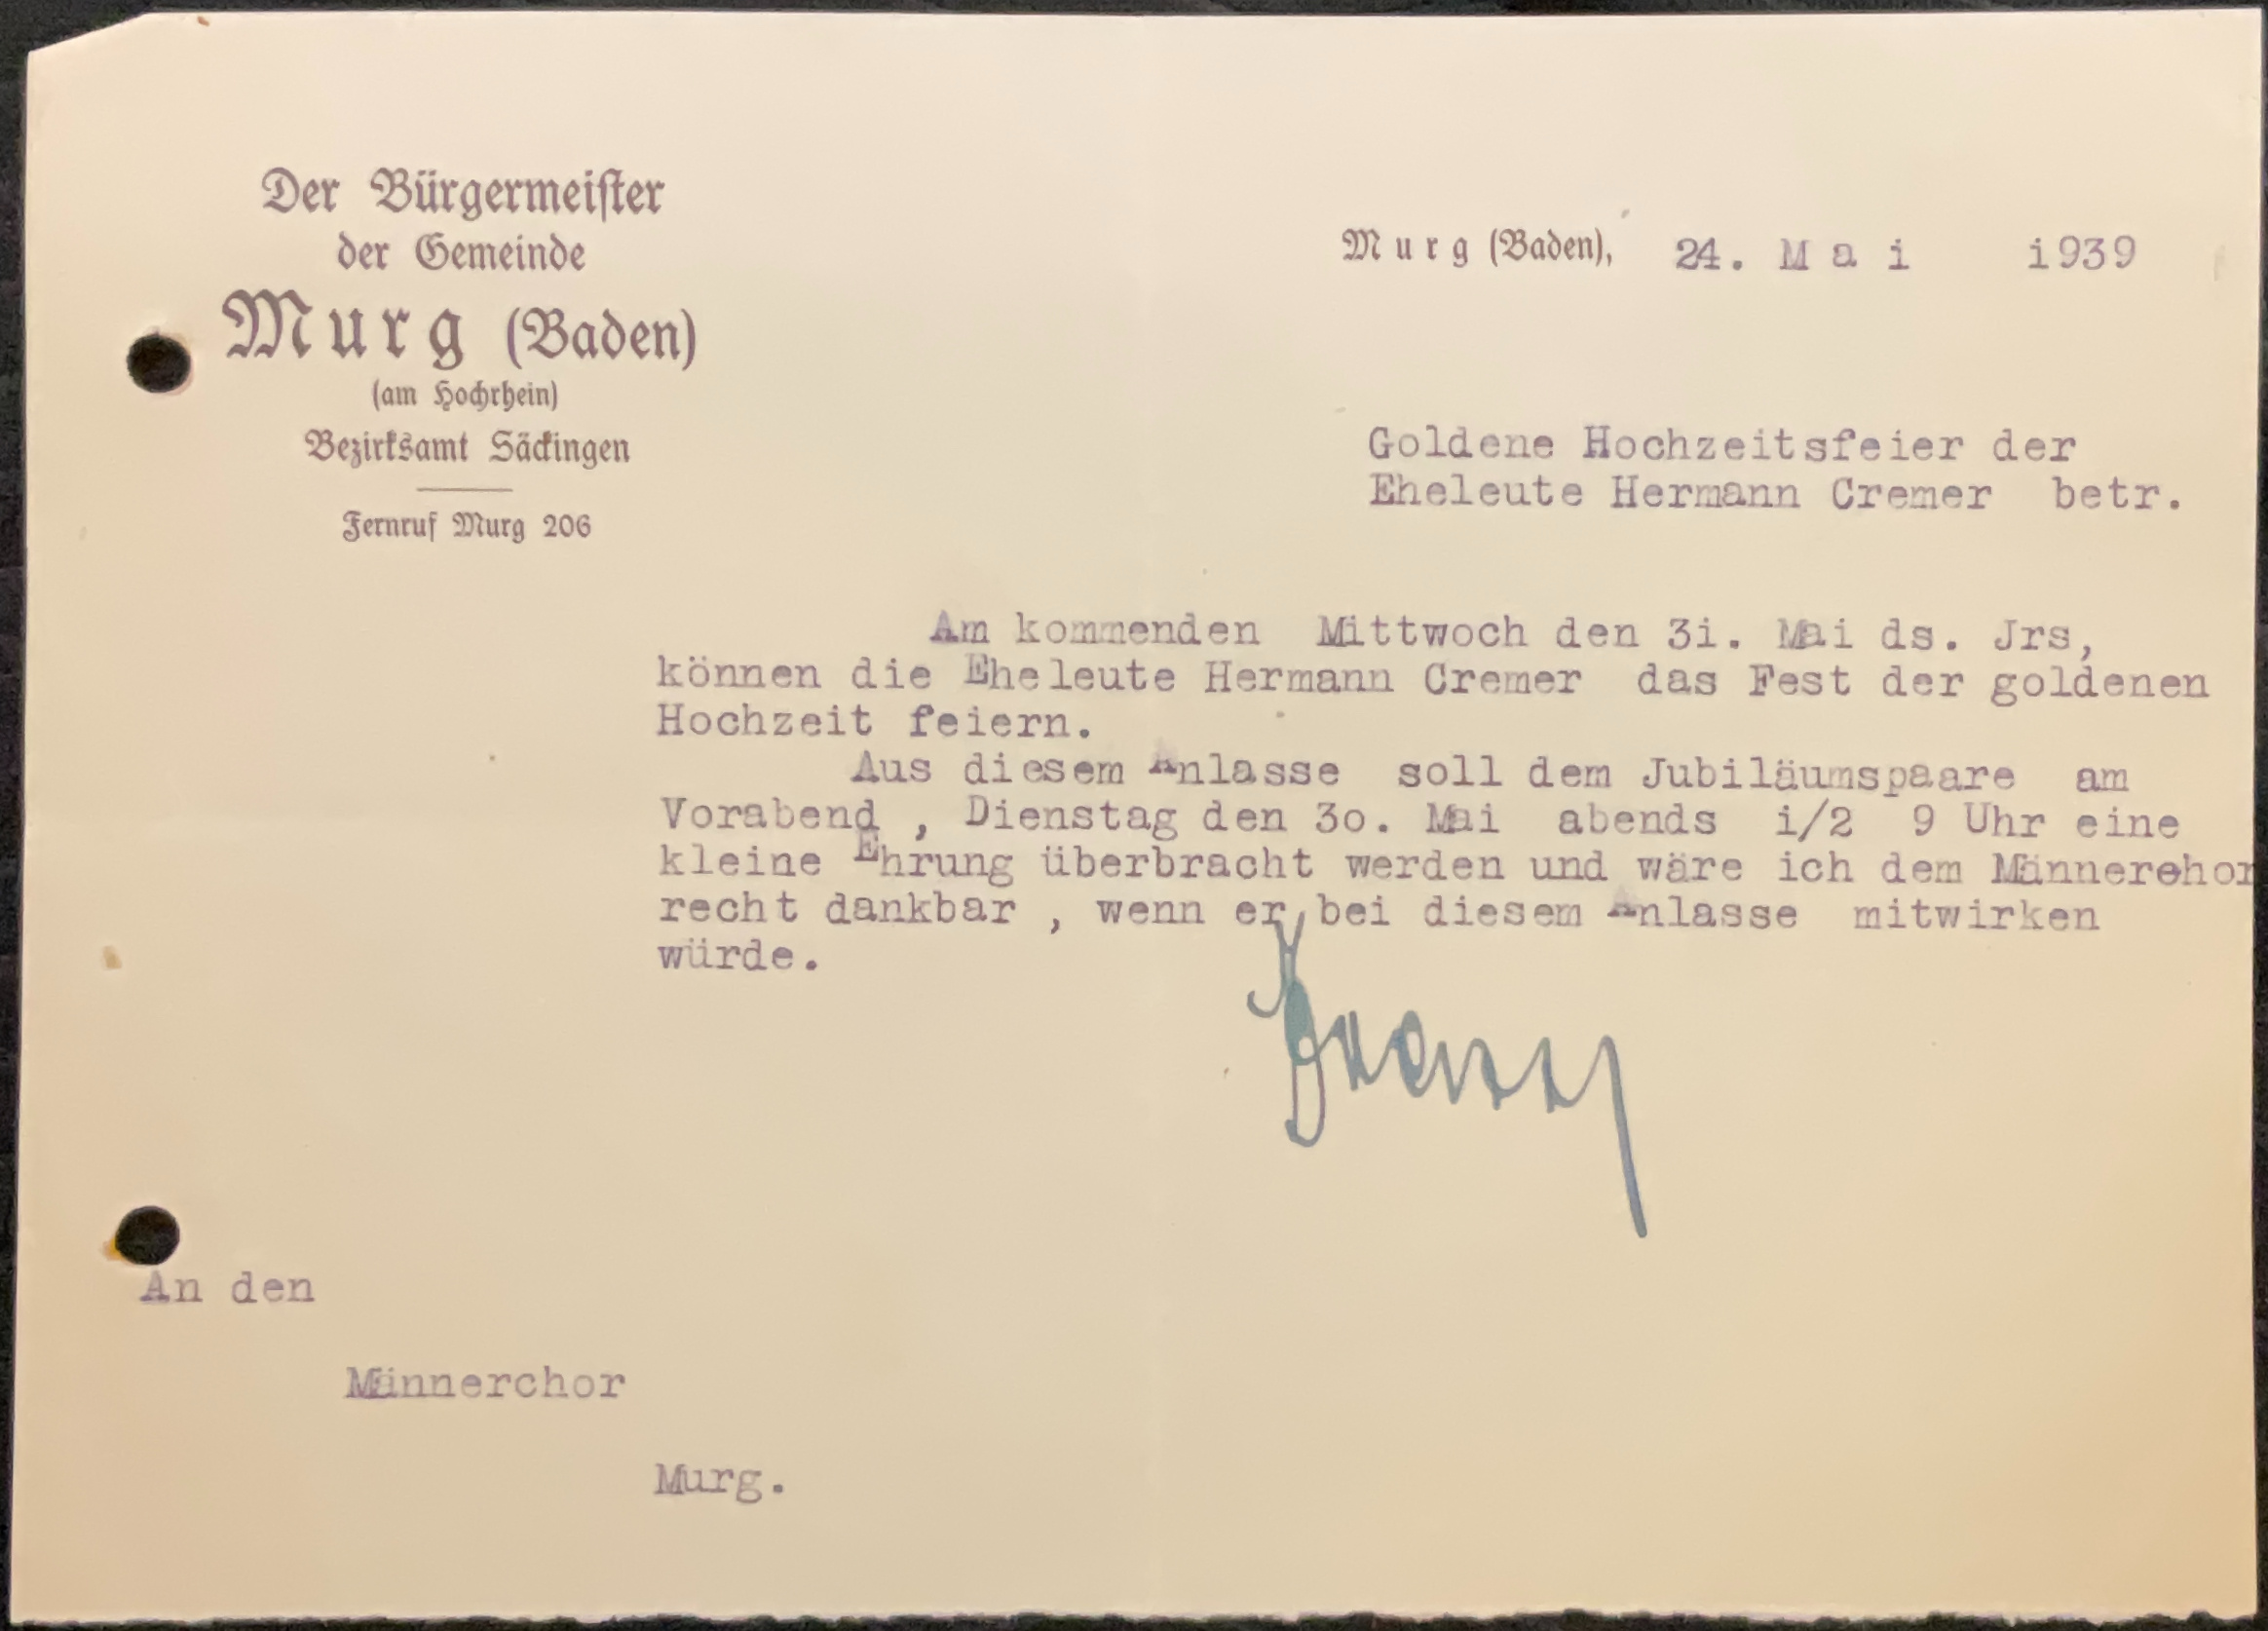 Der Bürgermeister
der Gemeinde
Murg (Baden)
(am Hochrhein)
Bezirksamt Säckingen
Fernruf Murg 206
Murg (Baden), 24. Mai i939
Goldene Hochzeitsfeier der
Eheleute Hermann Cremer betr.
Am kommenden Mittwoch den 3i. Mai ds. Jrs,
können die Eheleute Hermann Cremer das Fest der goldenen
Hochzeit feiern.
Aus diesem Anlasse soll dem Jubiläumspaare am
Vorabend , Dienstag den 3o. Mai abends i/2 9 Uhr eine
kleine Ehrung überbracht werden und wäre ich dem Männerchor
recht dankbar , wenn er bei diesem Anlasse mitwirken
würde.
An den
Männerchor
Murg.